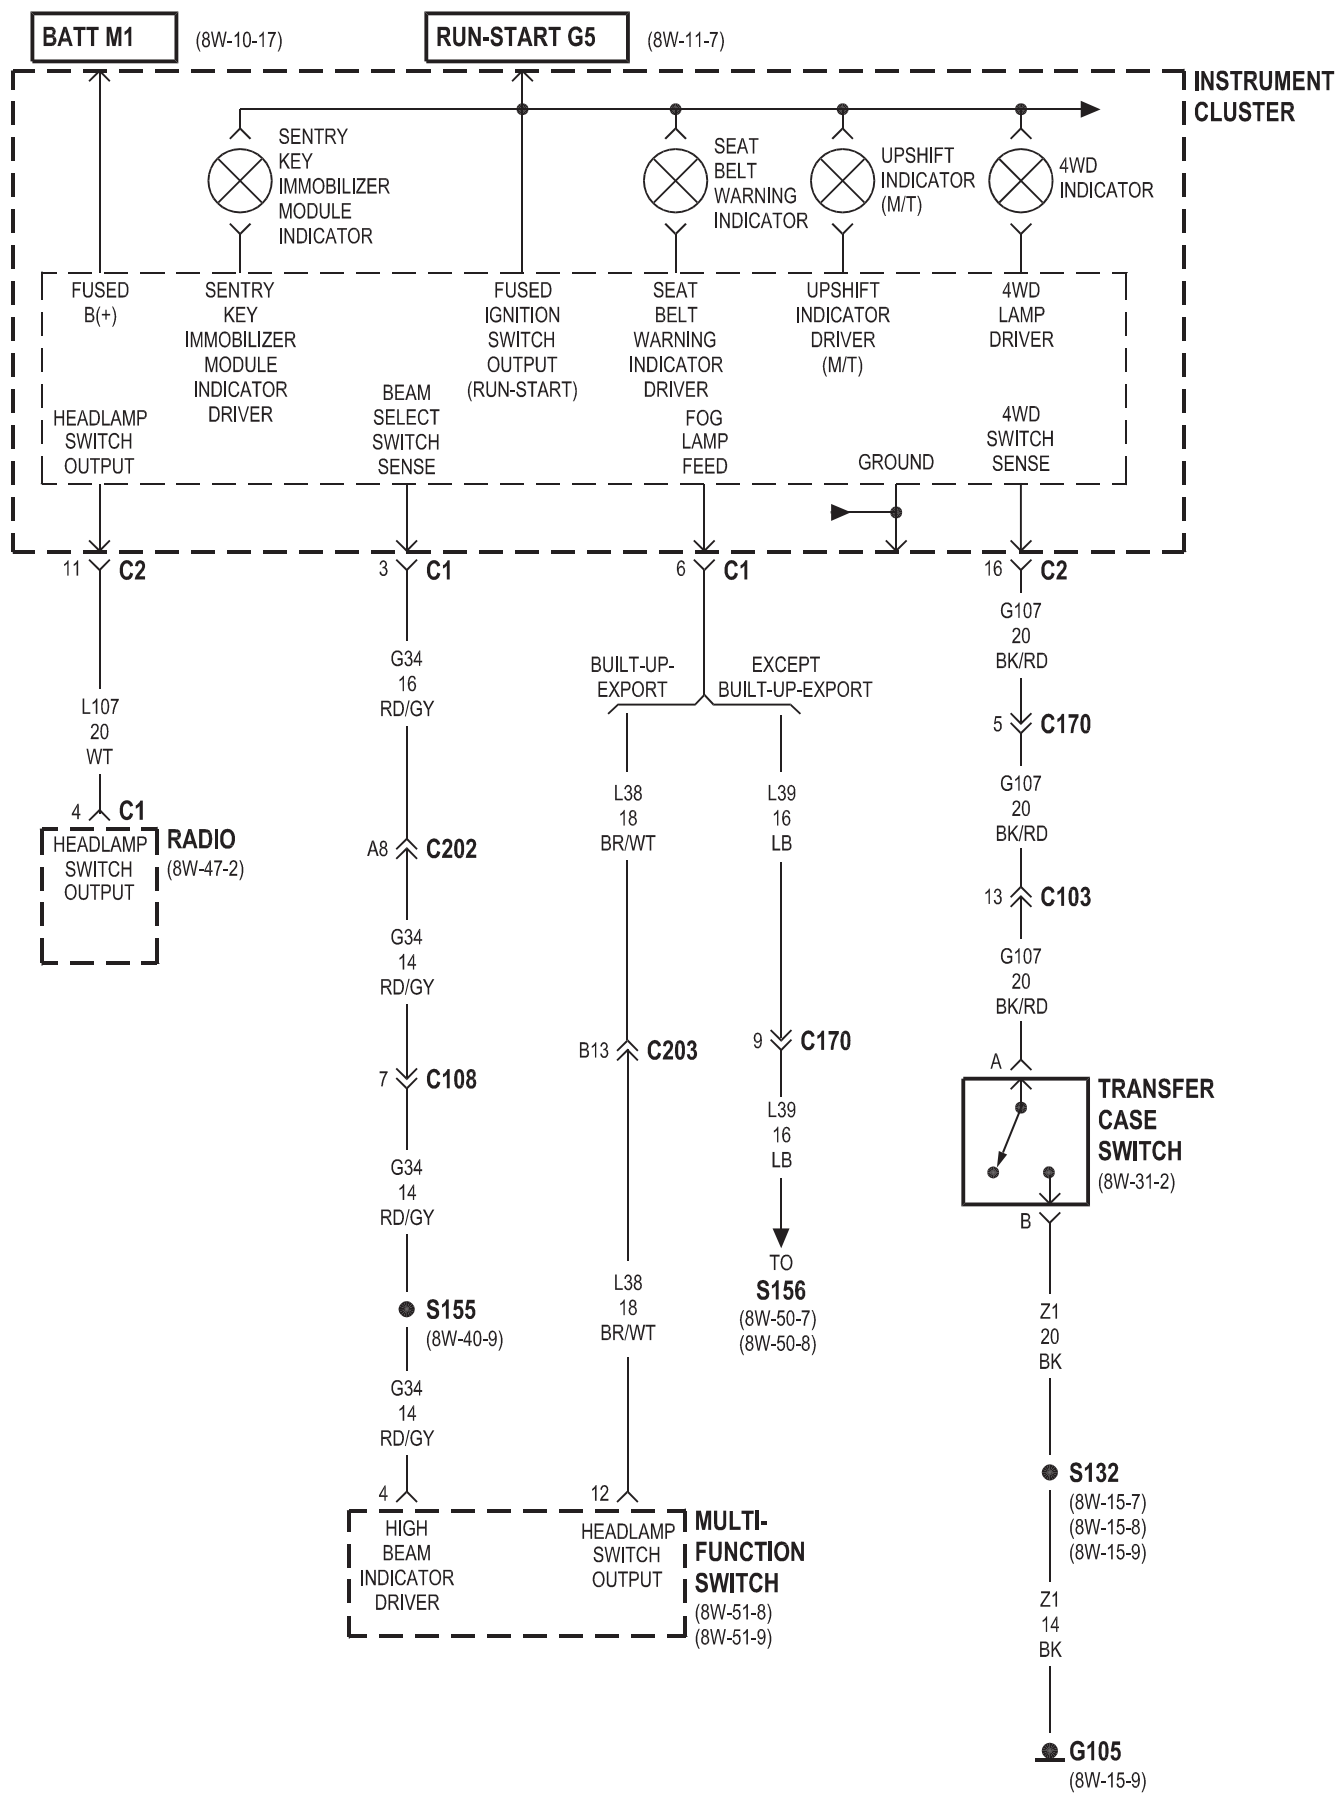 BATT M1
(8W-10-17)
RUN-START G5
(8W-11-7)
INSTRUMENT
CLUSTER
SENTRY
KEY
IMMOBILIZER
MODULE
INDICATOR
SEAT
BELT
WARNING
INDICATOR
UPSHIFT
INDICATOR
(M/T)
4WD
INDICATOR
FUSED
B(+)
SENTRY
KEY
IMMOBILIZER
MODULE
INDICATOR
DRIVER
FUSED
IGNITION
SWITCH
OUTPUT
(RUN-START)
SEAT
BELT
WARNING
INDICATOR
DRIVER
UPSHIFT
INDICATOR
DRIVER
(M/T)
4WD
LAMP
DRIVER
HEADLAMP
SWITCH
OUTPUT
BEAM
SELECT
SWITCH
SENSE
FOG
LAMP
FEED
GROUND
4WD
SWITCH
SENSE
11 C2
3 C1
6 C1
16 C2
L107
20
WT
4 C1
HEADLAMP
SWITCH
OUTPUT
RADIO
(8W-47-2)
G34
16
RD/GY
A8 C202
G34
14
RD/GY
7 C108
G34
14
RD/GY
S155
(8W-40-9)
G34
14
RD/GY
4
BUILT-UP-
EXPORT
EXCEPT
BUILT-UP-EXPORT
L38
18
BR/WT
B13 C203
L38
18
BR/WT
12
L39
16
LB
9 C170
L39
16
LB
TO
S156
(8W-50-7)
(8W-50-8)
HIGH
BEAM
INDICATOR
DRIVER
HEADLAMP
SWITCH
OUTPUT
MULTI-
FUNCTION
SWITCH
(8W-51-8)
(8W-51-9)
G107
20
BK/RD
5 C170
G107
20
BK/RD
13 C103
G107
20
BK/RD
A
TRANSFER
CASE
SWITCH
(8W-31-2)
B
Z1
20
BK
S132
(8W-15-7)
(8W-15-8)
(8W-15-9)
Z1
14
BK
G105
(8W-15-9)